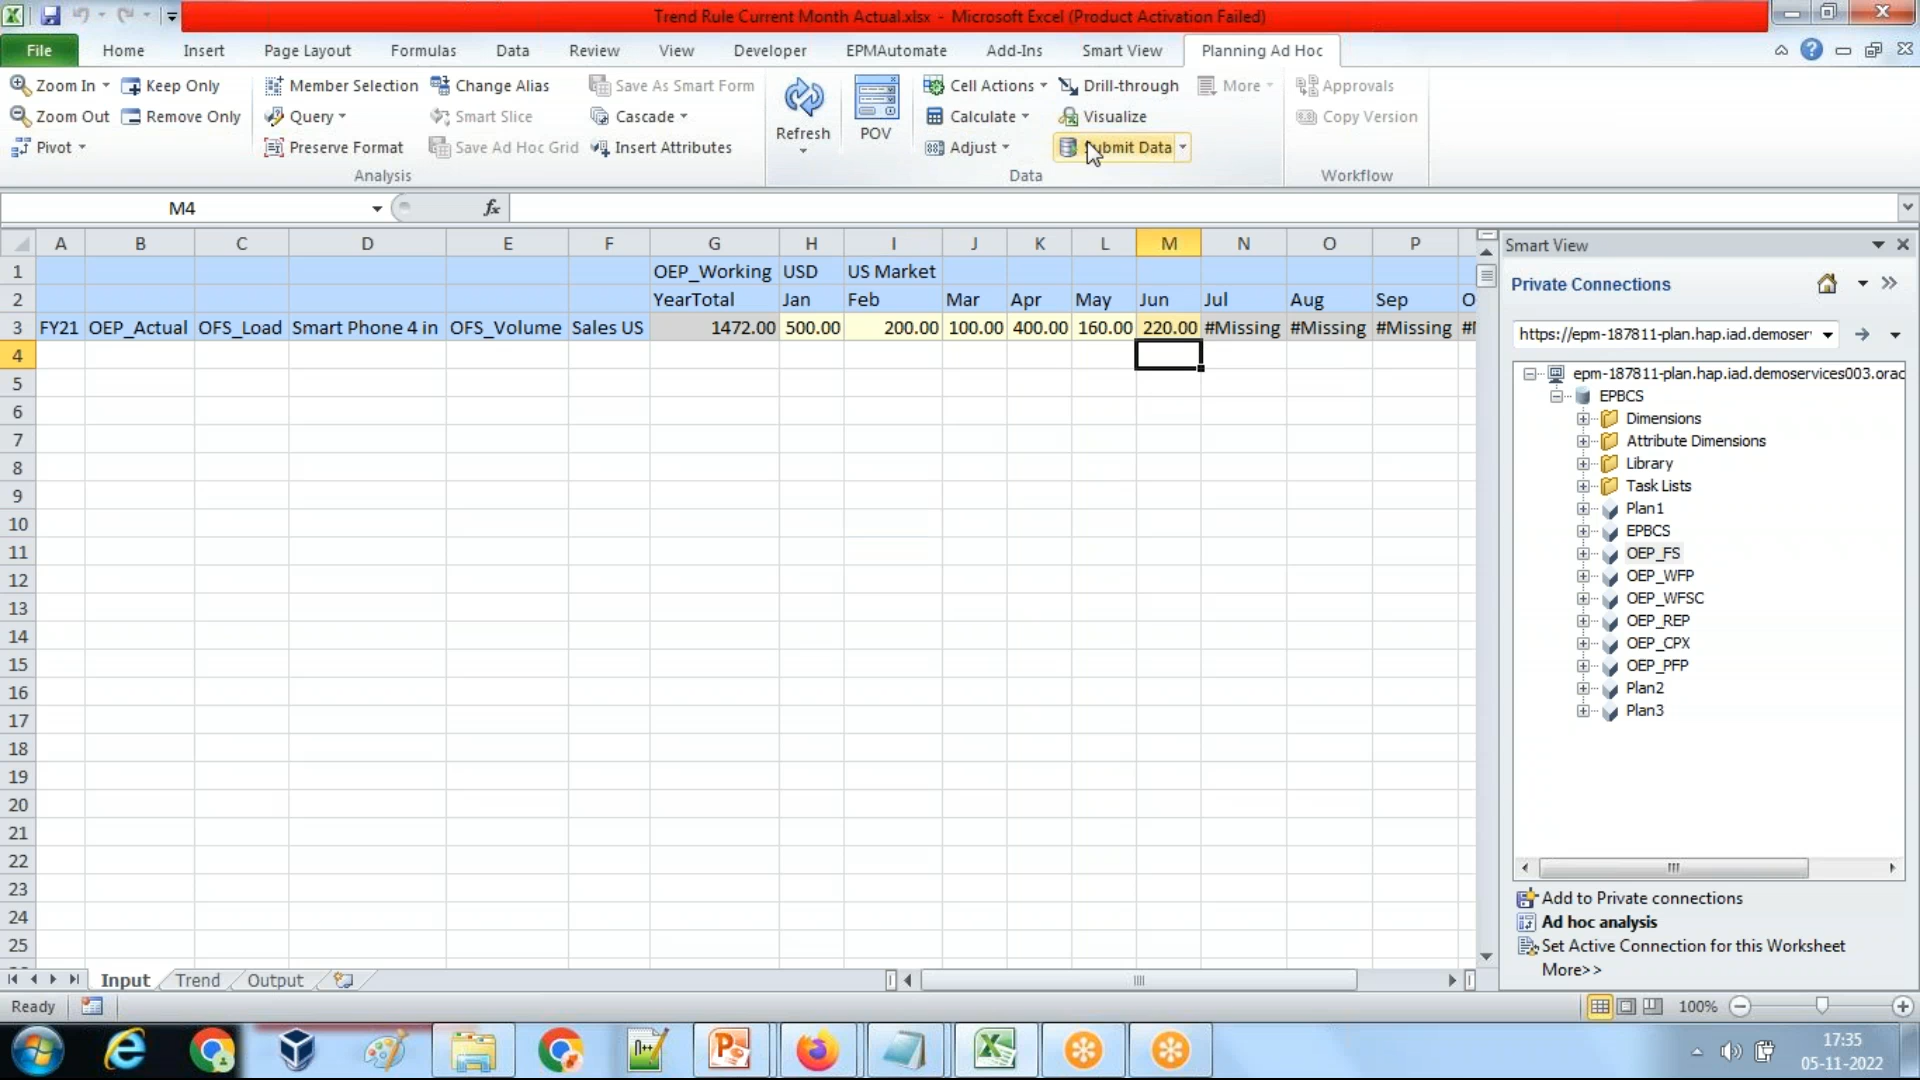 Trend Rule Current Month Actual.xlsx - Microsoft Excel (Product Activation Failed)
File Home Insert Page Layout Formulas Data Review View Developer EPMAutomate Add-Ins Smart View Planning Ad Hoc
Zoom In Keep Only Member Selection Change Alias Save As Smart Form Cell Actions Drill-through More Approvals
Zoom Out Remove Only Query Smart Slice Cascade Refresh POV Calculate Visualize Copy Version
Pivot Preserve Format Save Ad Hoc Grid Insert Attributes Adjust Submit Data
Analysis Data Workflow
M4 fx
A B C D E F G H I J K L M N O P
1 OEP_Working USD US Market
2 YearTotal Jan Feb Mar Apr May Jun Jul Aug Sep O
3 FY21 OEP_Actual OFS_Load Smart Phone 4 in OFS_Volume Sales US 1472.00 500.00 200.00 100.00 400.00 160.00 220.00 #Missing #Missing #Missing
4
5
6
7
8
9
10
11
12
13
14
15
16
17
18
19
20
21
22
23
24
25
Smart View
Private Connections
https://epm-187811-plan.hap.iad.demoser
epm-187811-plan.hap.iad.demoservices003.orac
EPBCS
Dimensions
Attribute Dimensions
Library
Task Lists
Plan1
EPBCS
OEP_FS
OEP_WFP
OEP_WFSC
OEP_REP
OEP_CPX
OEP_PFP
Plan2
Plan3
Add to Private connections
Ad hoc analysis
Set Active Connection for this Worksheet
More>>
Input Trend Output
Ready 100%
17:35
05-11-2022